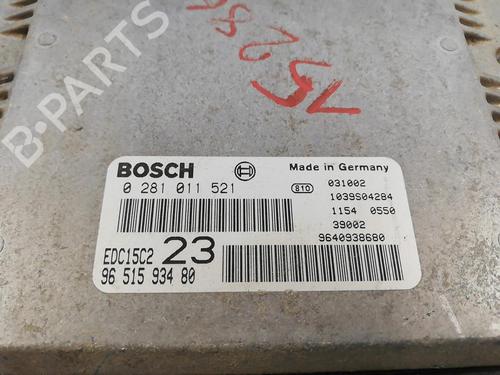 B-PARTS
BOSCH
Made in Germany
0 281 011 521
810
031002
1039S04284
1154 0550
39002
9640938680
EDC15C2 23
96 515 934 80